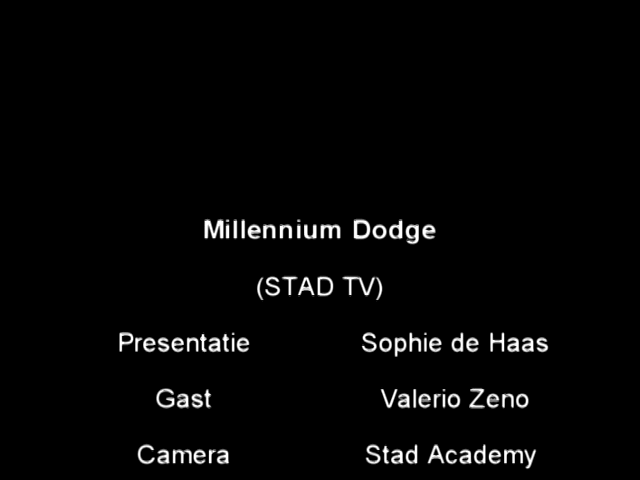 Millennium Dodge
(STAD TV)
Presentatie Sophie de Haas
Gast Valerio Zeno
Camera Stad Academy